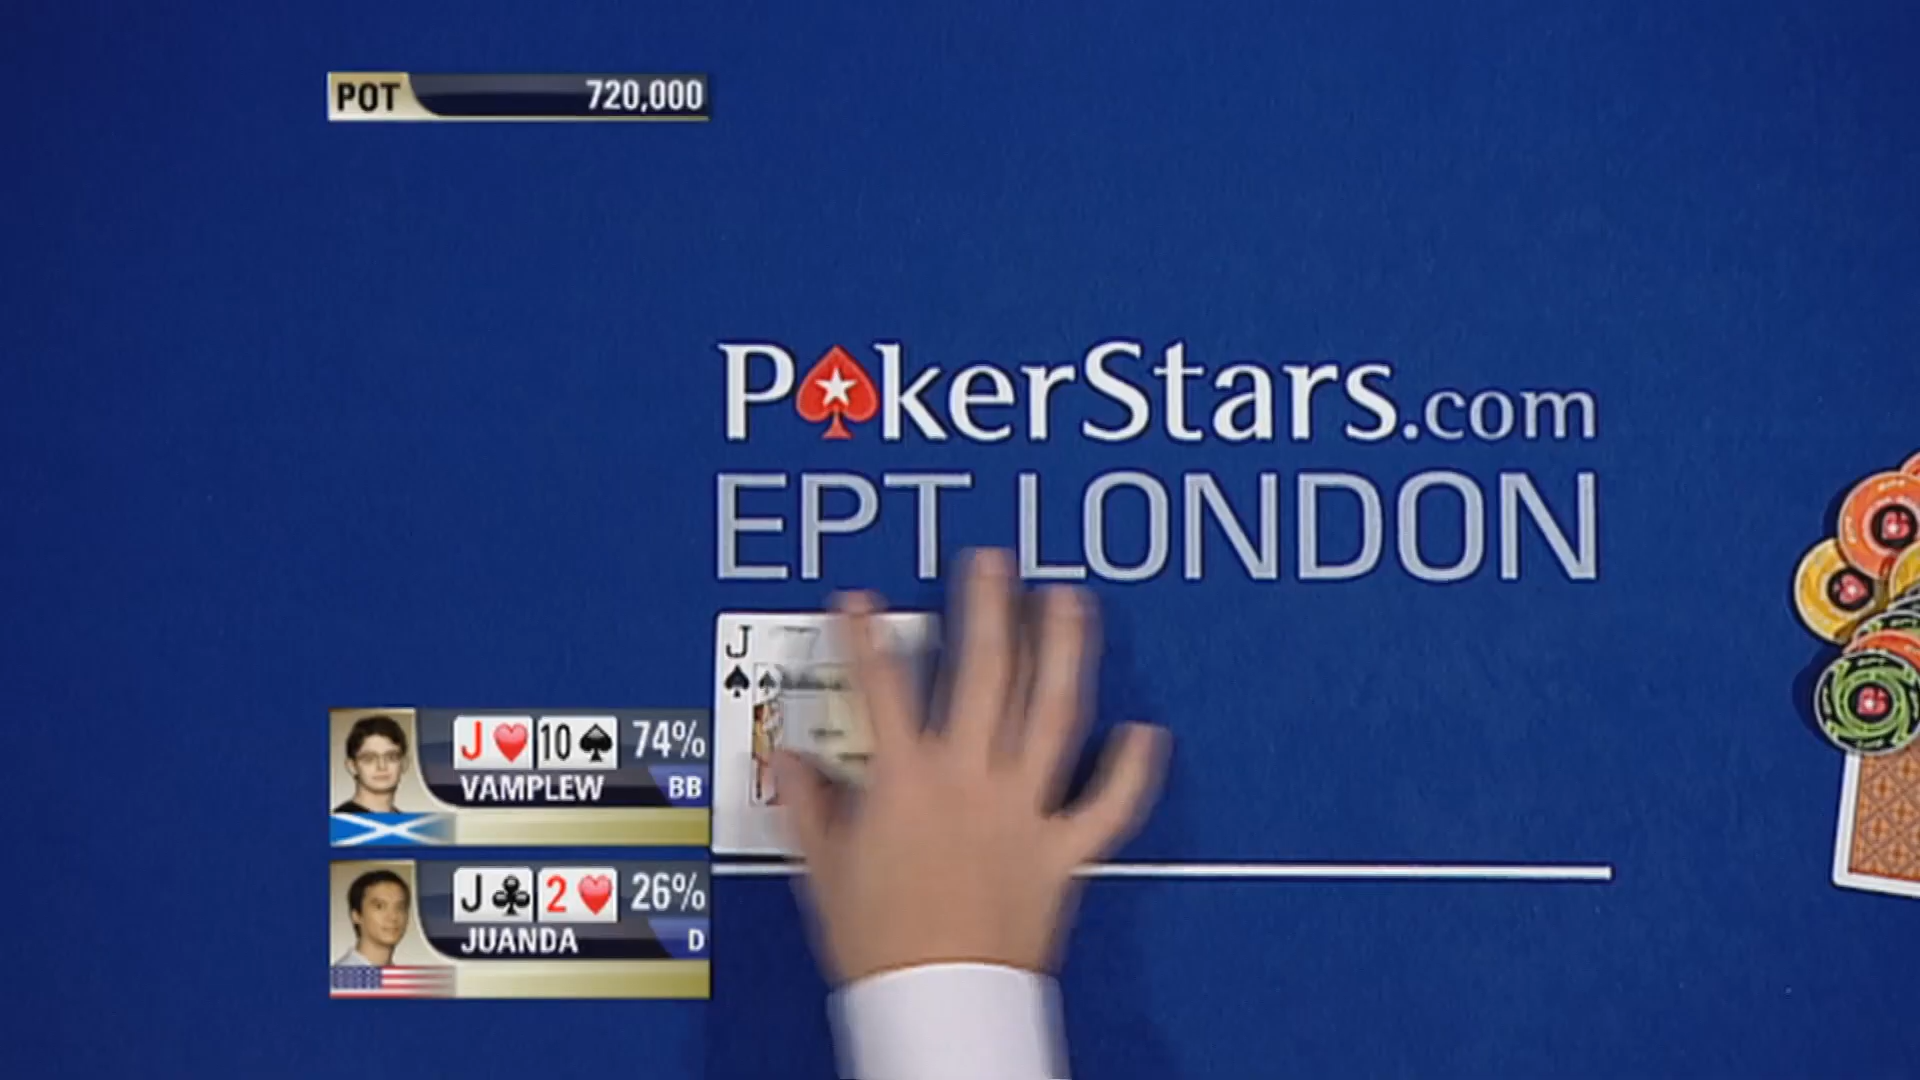 POT 720,000
PokerStars.com
EPT LONDON
J
J 10 74%
VAMPLEW BB
J 2 26%
JUANDA D